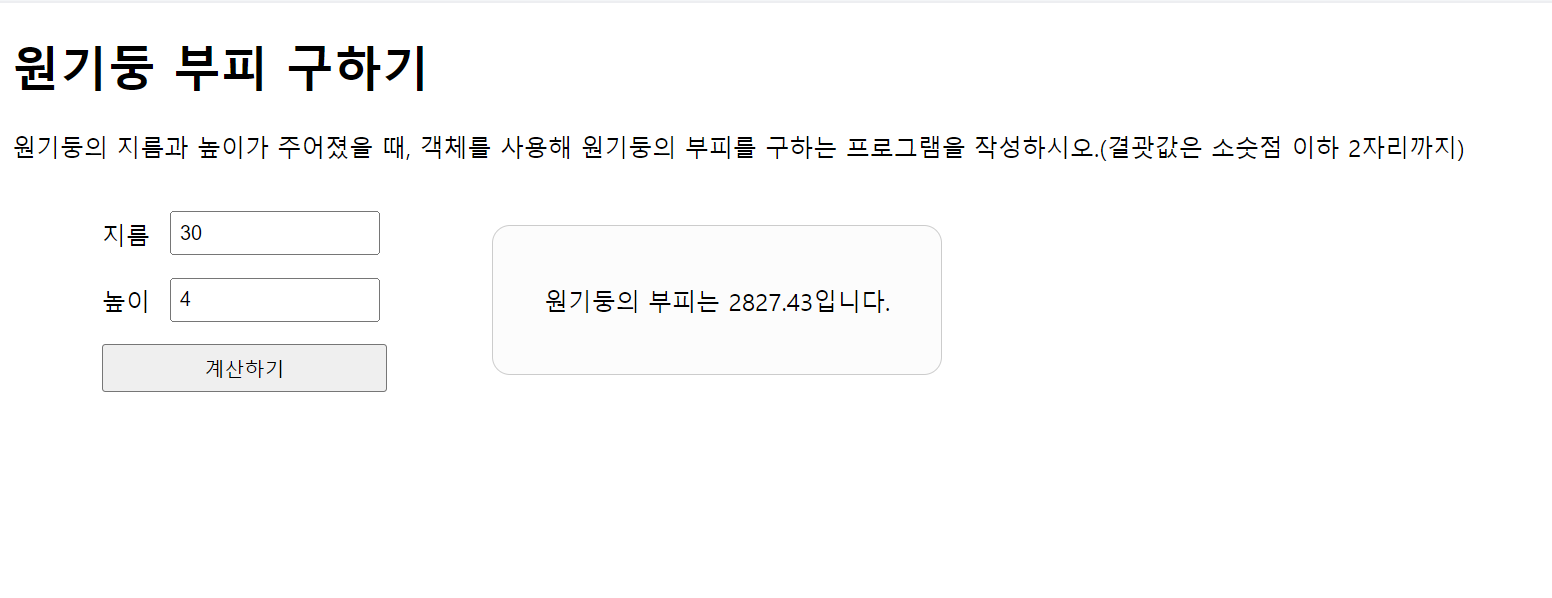 원기둥 부피 구하기
원기둥의 지름과 높이가 주어졌을 때, 객체를 사용해 원기둥의 부피를 구하는 프로그램을 작성하시오.(결괏값은 소숫점 이하 2자리까지)
지름 30
높이 4
계산하기
원기둥의 부피는 2827.43입니다.